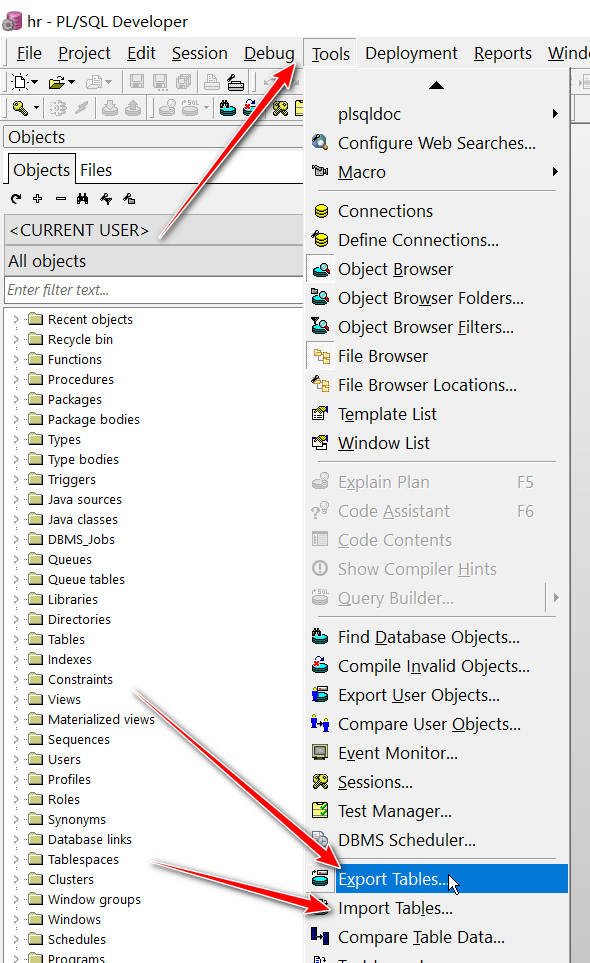 hr - PL/SQL Developer
File Project Edit Session Debug Tools Deployment Reports
Objects
Objects Files
<CURRENT USER>
All objects
Enter filter text...
Recent objects
Recycle bin
Functions
Procedures
Packages
Package bodies
Types
Type bodies
Triggers
Java sources
Java classes
DBMS_Jobs
Queues
Queue tables
Libraries
Directories
Tables
Indexes
Constraints
Views
Materialized views
Sequences
Users
Profiles
Roles
Synonyms
Database links
Tablespaces
Clusters
Window groups
Windows
Schedules
Programs
plsqldoc
Configure Web Searches...
Macro
Connections
Define Connections...
Object Browser
Object Browser Folders...
Object Browser Filters...
File Browser
File Browser Locations...
Template List
Window List
Explain Plan F5
Code Assistant F6
Code Contents
Show Compiler Hints
Query Builder...
Find Database Objects...
Compile Invalid Objects...
Export User Objects...
Compare User Objects...
Event Monitor...
Sessions...
Test Manager...
DBMS Scheduler...
Export Tables...
Import Tables...
Compare Table Data...